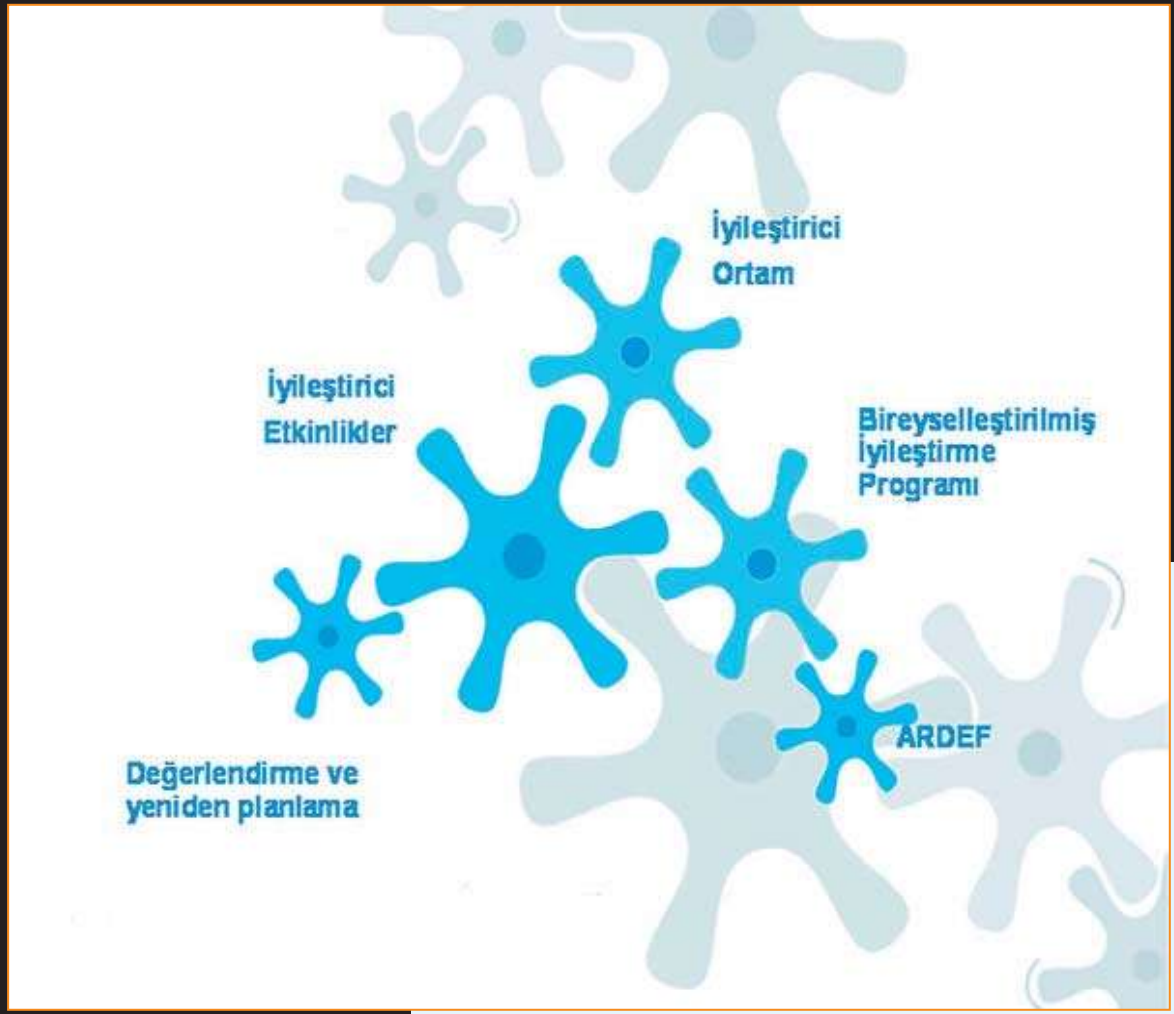 İyileştirici
Ortam
İyileştirici
Etkinlikler
Bireyselleştirilmiş
İyileştirme
Programı
ARDEF
Değerlendirme ve
yeniden planlama